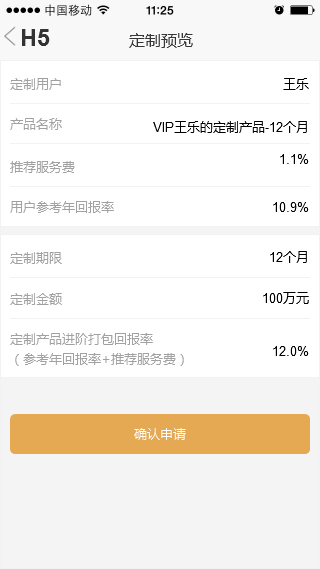 中国移动 11:25
H5 定制预览
定制用户 王乐
产品名称 VIP王乐的定制产品-12个月
推荐服务费 1.1%
用户参考年回报率 10.9%
定制期限 12个月
定制金额 100万元
定制产品进阶打包回报率
（参考年回报率+推荐服务费） 12.0%
确认申请